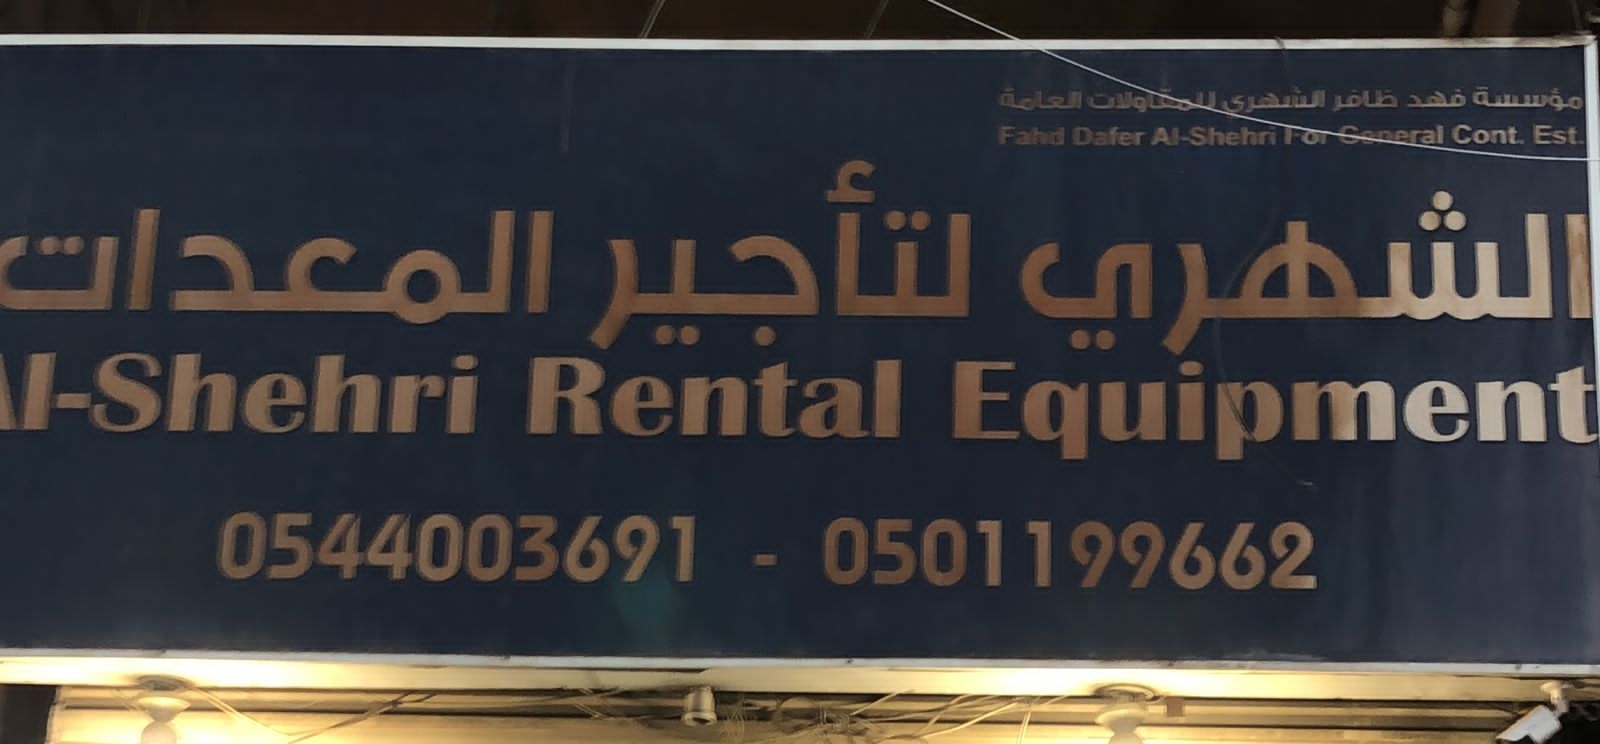 مؤسسة فهد ظافر الشهري للمقاولات العامة
Fahd Dafer Al-Shehri For General Cont. Est.
الشهري لتأجير المعدات
Al-Shehri Rental Equipment
0544003691 - 0501199662